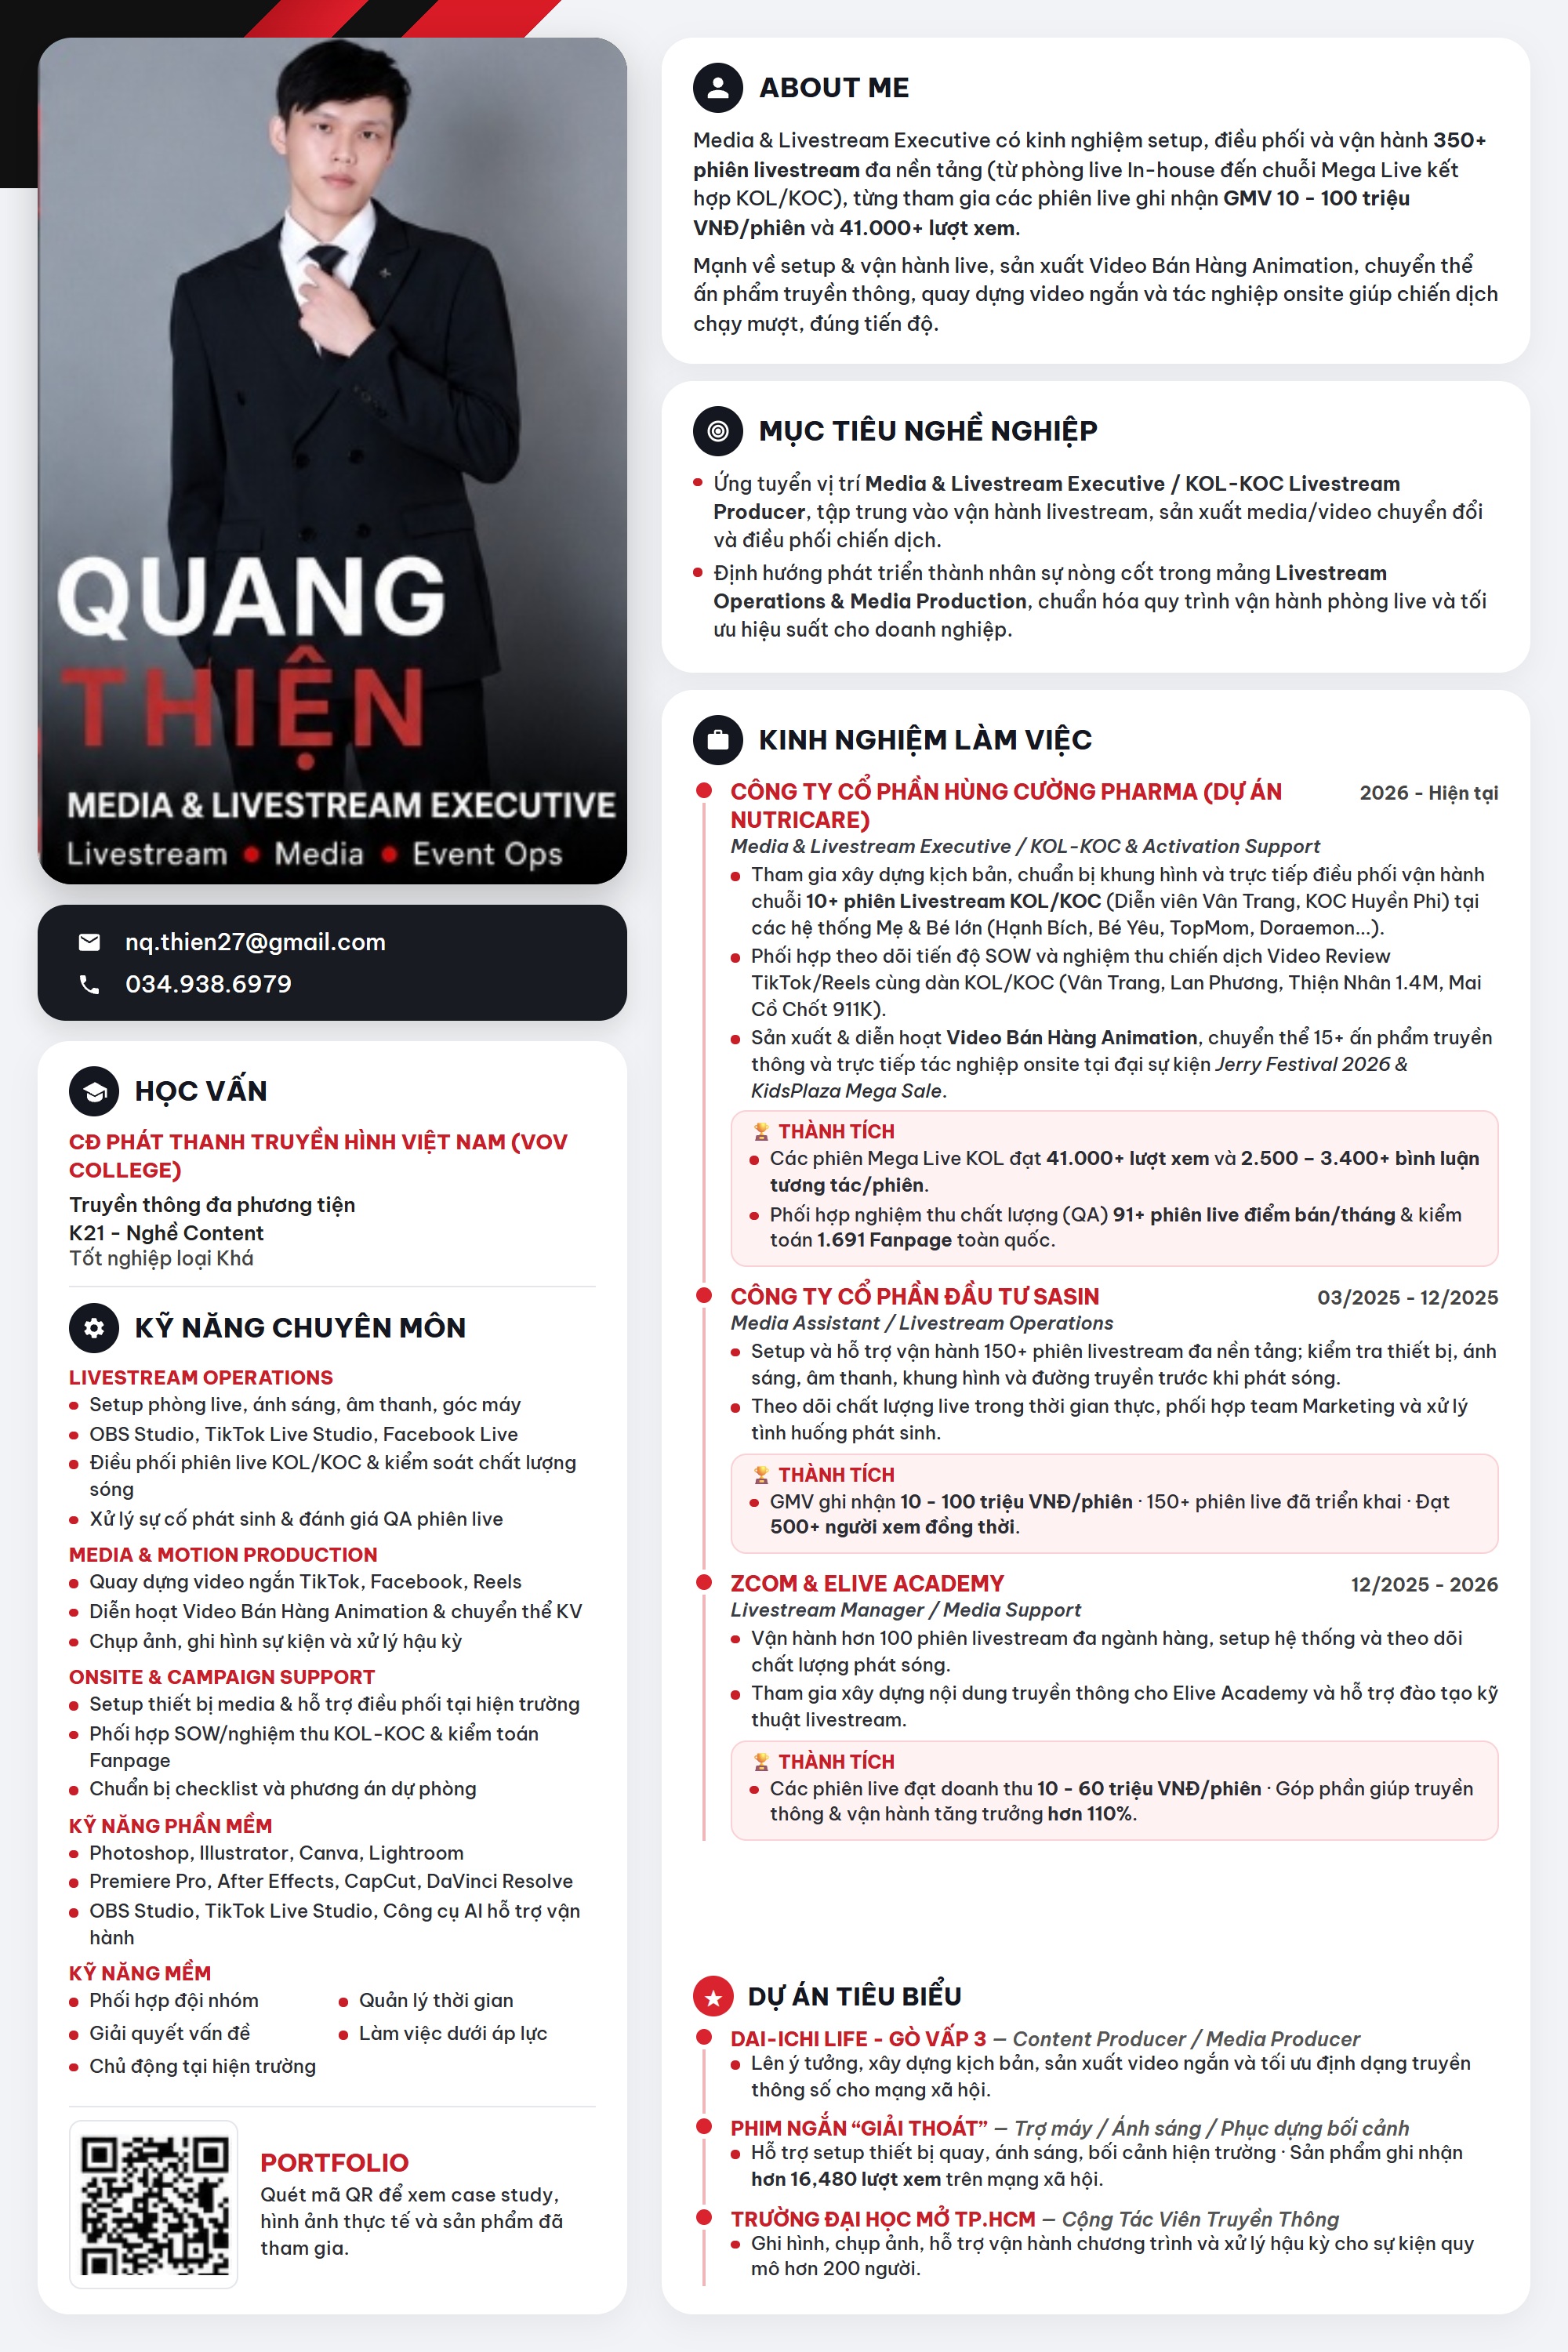 QUANG
THIỆN
MEDIA & LIVESTREAM EXECUTIVE
Livestream ● Media ● Event Ops
nq.thien27@gmail.com
034.938.6979
HỌC VẤN
CĐ PHÁT THANH TRUYỀN HÌNH VIỆT NAM (VOV
COLLEGE)
Truyền thông đa phương tiện
K21 - Nghề Content
Tốt nghiệp loại Khá
KỸ NĂNG CHUYÊN MÔN
LIVESTREAM OPERATIONS
Setup phòng live, ánh sáng, âm thanh, góc máy
OBS Studio, TikTok Live Studio, Facebook Live
Điều phối phiên live KOL/KOC & kiểm soát chất lượng
sóng
Xử lý sự cố phát sinh & đánh giá QA phiên live
MEDIA & MOTION PRODUCTION
Quay dựng video ngắn TikTok, Facebook, Reels
Diễn hoạt Video Bán Hàng Animation & chuyển thể KV
Chụp ảnh, ghi hình sự kiện và xử lý hậu kỳ
ONSITE & CAMPAIGN SUPPORT
Setup thiết bị media & hỗ trợ điều phối tại hiện trường
Phối hợp SOW/nghiệm thu KOL-KOC & kiểm toán
Fanpage
Chuẩn bị checklist và phương án dự phòng
KỸ NĂNG PHẦN MỀM
Photoshop, Illustrator, Canva, Lightroom
Premiere Pro, After Effects, CapCut, DaVinci Resolve
OBS Studio, TikTok Live Studio, Công cụ AI hỗ trợ vận
hành
KỸ NĂNG MỀM
Phối hợp đội nhóm
Quản lý thời gian
Giải quyết vấn đề
Làm việc dưới áp lực
Chủ động tại hiện trường
PORTFOLIO
Quét mã QR để xem case study,
hình ảnh thực tế và sản phẩm đã
tham gia.
ABOUT ME
Media & Livestream Executive có kinh nghiệm setup, điều phối và vận hành 350+
phiên livestream đa nền tảng (từ phòng live In-house đến chuỗi Mega Live kết
hợp KOL/KOC), từng tham gia các phiên live ghi nhận GMV 10 - 100 triệu
VNĐ/phiên và 41.000+ lượt xem.
Mạnh về setup & vận hành live, sản xuất Video Bán Hàng Animation, chuyển thể
ấn phẩm truyền thông, quay dựng video ngắn và tác nghiệp onsite giúp chiến dịch
chạy mượt, đúng tiến độ.
MỤC TIÊU NGHỀ NGHIỆP
Ứng tuyển vị trí Media & Livestream Executive / KOL-KOC Livestream
Producer, tập trung vào vận hành livestream, sản xuất media/video chuyển đổi
và điều phối chiến dịch.
Định hướng phát triển thành nhân sự nòng cốt trong mảng Livestream
Operations & Media Production, chuẩn hóa quy trình vận hành phòng live và tối
ưu hiệu suất cho doanh nghiệp.
KINH NGHIỆM LÀM VIỆC
CÔNG TY CỔ PHẦN HÙNG CƯỜNG PHARMA (DỰ ÁN 2026 - Hiện tại
NUTRICARE)
Media & Livestream Executive / KOL-KOC & Activation Support
Tham gia xây dựng kịch bản, chuẩn bị khung hình và trực tiếp điều phối vận hành
chuỗi 10+ phiên Livestream KOL/KOC (Diễn viên Vân Trang, KOC Huyền Phi) tại
các hệ thống Mẹ & Bé lớn (Hạnh Bích, Bé Yêu, TopMom, Doraemon...).
Phối hợp theo dõi tiến độ SOW và nghiệm thu chiến dịch Video Review
TikTok/Reels cùng dàn KOL/KOC (Vân Trang, Lan Phương, Thiện Nhân 1.4M, Mai
Cồ Chốt 911K).
Sản xuất & diễn hoạt Video Bán Hàng Animation, chuyển thể 15+ ấn phẩm truyền
thông và trực tiếp tác nghiệp onsite tại đại sự kiện Jerry Festival 2026 &
KidsPlaza Mega Sale.
🏆 THÀNH TÍCH
Các phiên Mega Live KOL đạt 41.000+ lượt xem và 2.500 – 3.400+ bình luận
tương tác/phiên.
Phối hợp nghiệm thu chất lượng (QA) 91+ phiên live điểm bán/tháng & kiểm
toán 1.691 Fanpage toàn quốc.
CÔNG TY CỔ PHẦN ĐẦU TƯ SASIN 03/2025 - 12/2025
Media Assistant / Livestream Operations
Setup và hỗ trợ vận hành 150+ phiên livestream đa nền tảng; kiểm tra thiết bị, ánh
sáng, âm thanh, khung hình và đường truyền trước khi phát sóng.
Theo dõi chất lượng live trong thời gian thực, phối hợp team Marketing và xử lý
tình huống phát sinh.
🏆 THÀNH TÍCH
GMV ghi nhận 10 - 100 triệu VNĐ/phiên · 150+ phiên live đã triển khai · Đạt
500+ người xem đồng thời.
ZCOM & ELIVE ACADEMY 12/2025 - 2026
Livestream Manager / Media Support
Vận hành hơn 100 phiên livestream đa ngành hàng, setup hệ thống và theo dõi
chất lượng phát sóng.
Tham gia xây dựng nội dung truyền thông cho Elive Academy và hỗ trợ đào tạo kỹ
thuật livestream.
🏆 THÀNH TÍCH
Các phiên live đạt doanh thu 10 - 60 triệu VNĐ/phiên · Góp phần giúp truyền
thông & vận hành tăng trưởng hơn 110%.
DỰ ÁN TIÊU BIỂU
DAI-ICHI LIFE - GÒ VẤP 3 — Content Producer / Media Producer
Lên ý tưởng, xây dựng kịch bản, sản xuất video ngắn và tối ưu định dạng truyền
thông số cho mạng xã hội.
PHIM NGẮN “GIẢI THOÁT” — Trợ máy / Ánh sáng / Phục dựng bối cảnh
Hỗ trợ setup thiết bị quay, ánh sáng, bối cảnh hiện trường · Sản phẩm ghi nhận
hơn 16,480 lượt xem trên mạng xã hội.
TRƯỜNG ĐẠI HỌC MỞ TP.HCM — Cộng Tác Viên Truyền Thông
Ghi hình, chụp ảnh, hỗ trợ vận hành chương trình và xử lý hậu kỳ cho sự kiện quy
mô hơn 200 người.